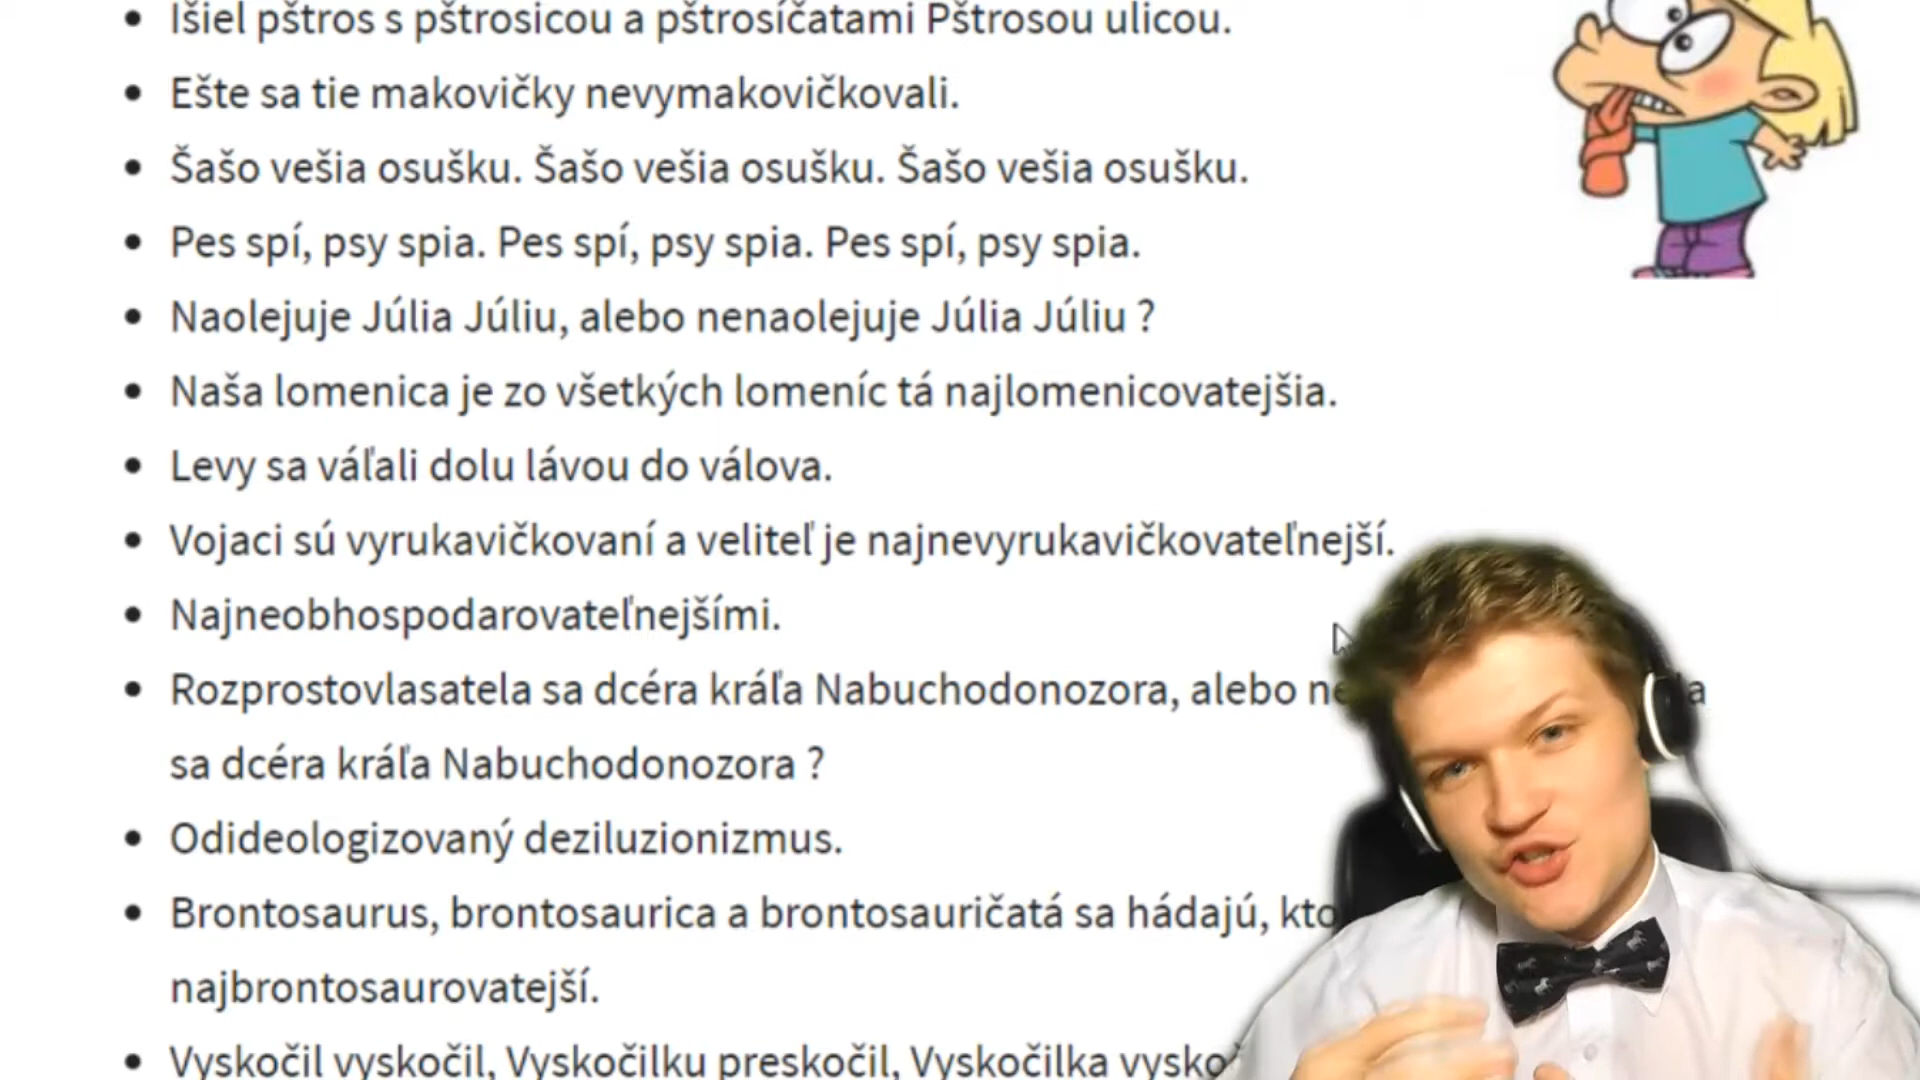 Išiel pštros s pštrosicou a pštrosíčatami Pštrosou ulicou.
Ešte sa tie makovičky nevymakovičkovali.
Šašo vešia osušku. Šašo vešia osušku. Šašo vešia osušku.
Pes spí, psy spia. Pes spí, psy spia. Pes spí, psy spia.
Naolejuje Júlia Júliu, alebo nenaolejuje Júlia Júliu ?
Naša lomenica je zo všetkých lomeníc tá najlomenicovatejšia.
Levy sa váľali dolu lávou do válova.
Vojaci sú vyrukavičkovaní a veliteľ je najnevyrukavičkovateľnejší.
Najneobhospodarovateľnejšími.
Rozprostovlasatela sa dcéra kráľa Nabuchodonozora, alebo
sa dcéra kráľa Nabuchodonozora ?
Odideologizovaný deziluzionizmus.
Brontosaurus, brontosaurica a brontosauričatá sa hádajú, kto
najbrontosaurovatejší.
Vyskočil vyskočil, Vyskočilku preskočil, Vyskočilka